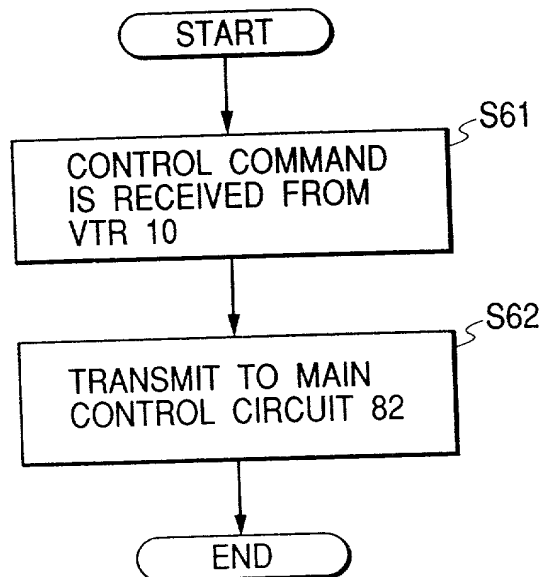 START
S61
CONTROL COMMAND
IS RECEIVED FROM
VTR 10
S62
TRANSMIT TO MAIN
CONTROL CIRCUIT 82
END